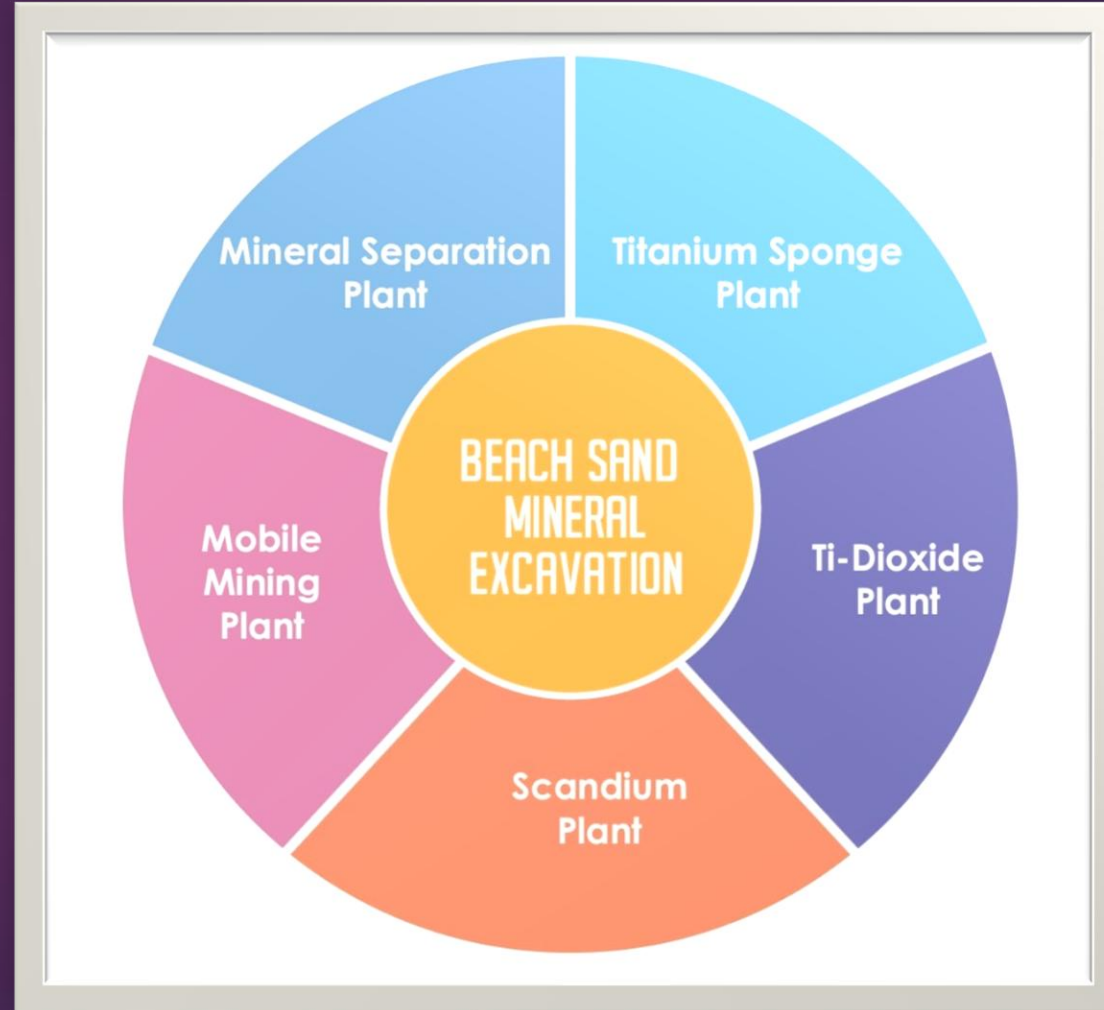 Mineral Separation
Plant
Titanium Sponge
Plant
BEACH SAND
MINERAL
EXCAVATION
Mobile
Mining
Plant
Ti-Dioxide
Plant
Scandium
Plant